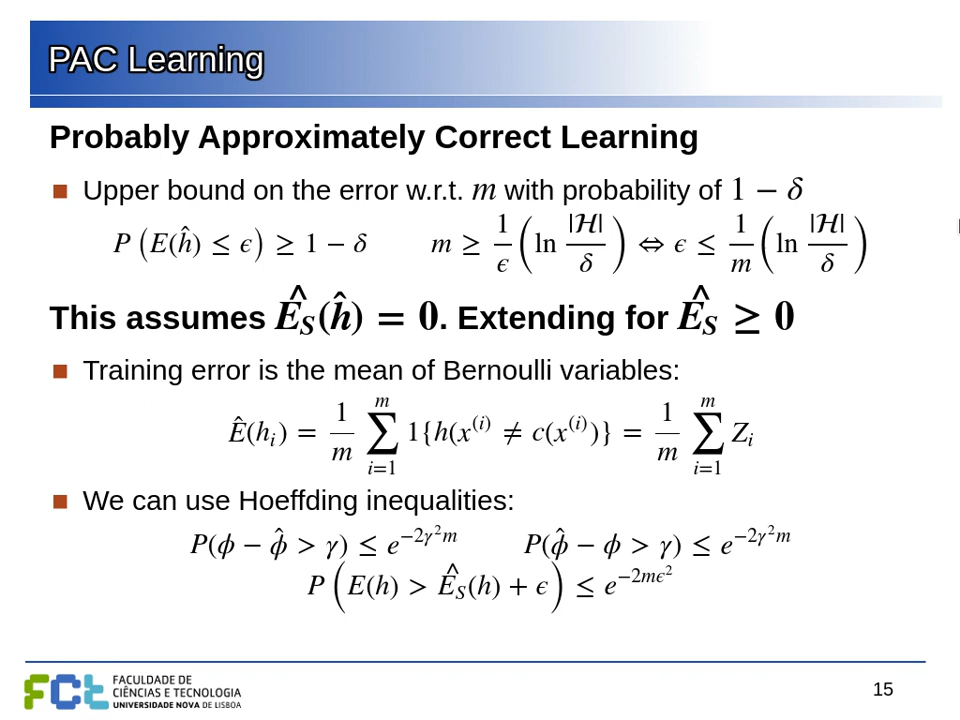 PAC Learning
Probably Approximately Correct Learning
Upper bound on the error w.r.t. m with probability of 1 − δ
P (E(ĥ) ≤ ϵ) ≥ 1 − δ m ≥ 1/ϵ (ln |ℋ|/δ) ⇔ ϵ ≤ 1/m (ln |ℋ|/δ)
This assumes Ê_S(ĥ) = 0. Extending for Ê_S ≥ 0
Training error is the mean of Bernoulli variables:
Ê(h_i) = 1/m ∑_{i=1}^{m} 1{h(x^{(i)} ≠ c(x^{(i)})} = 1/m ∑_{i=1}^{m} Z_i
We can use Hoeffding inequalities:
P(ϕ − ϕ̂ > γ) ≤ e^{−2γ²m} P(ϕ̂ − ϕ > γ) ≤ e^{−2γ²m}
P (E(h) > Ê_S(h) + ϵ) ≤ e^{−2mϵ²}
FCt
FACULDADE DE
CIÊNCIAS E TECNOLOGIA
UNIVERSIDADE NOVA DE LISBOA
15